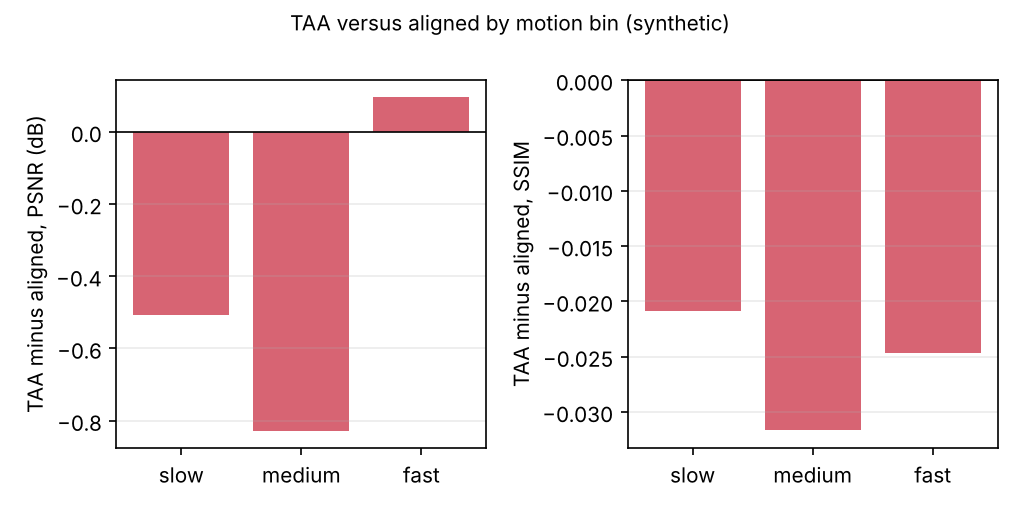 TAA versus aligned by motion bin (synthetic)
TAA minus aligned, PSNR (dB)
0.0
−0.2
−0.4
−0.6
−0.8
slow medium fast
TAA minus aligned, SSIM
0.000
−0.005
−0.010
−0.015
−0.020
−0.025
−0.030
slow medium fast